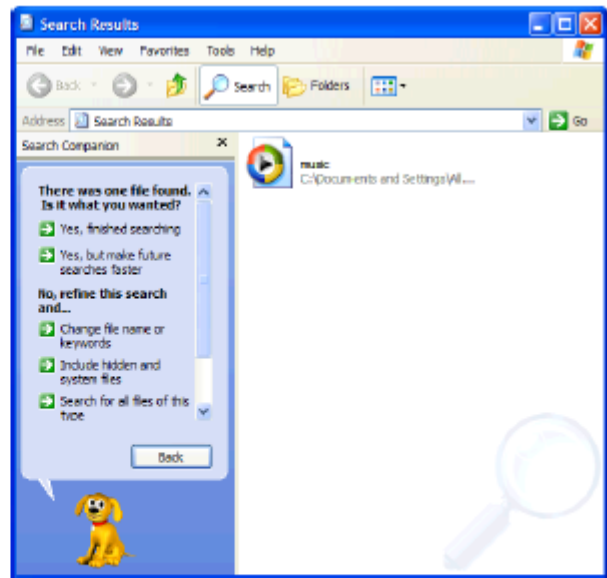 Search Results
File Edit View Favorites Tools Help
Back Search Folders
Address Search Results Go
Search Companion
music
C:\Documents and Settings\All....
There was one file found.
Is it what you wanted?
Yes, finished searching
Yes, but make future
searches faster
No, refine this search
and...
Change file name or
keywords
Include hidden and
system files
Search for all files of this
type
Back